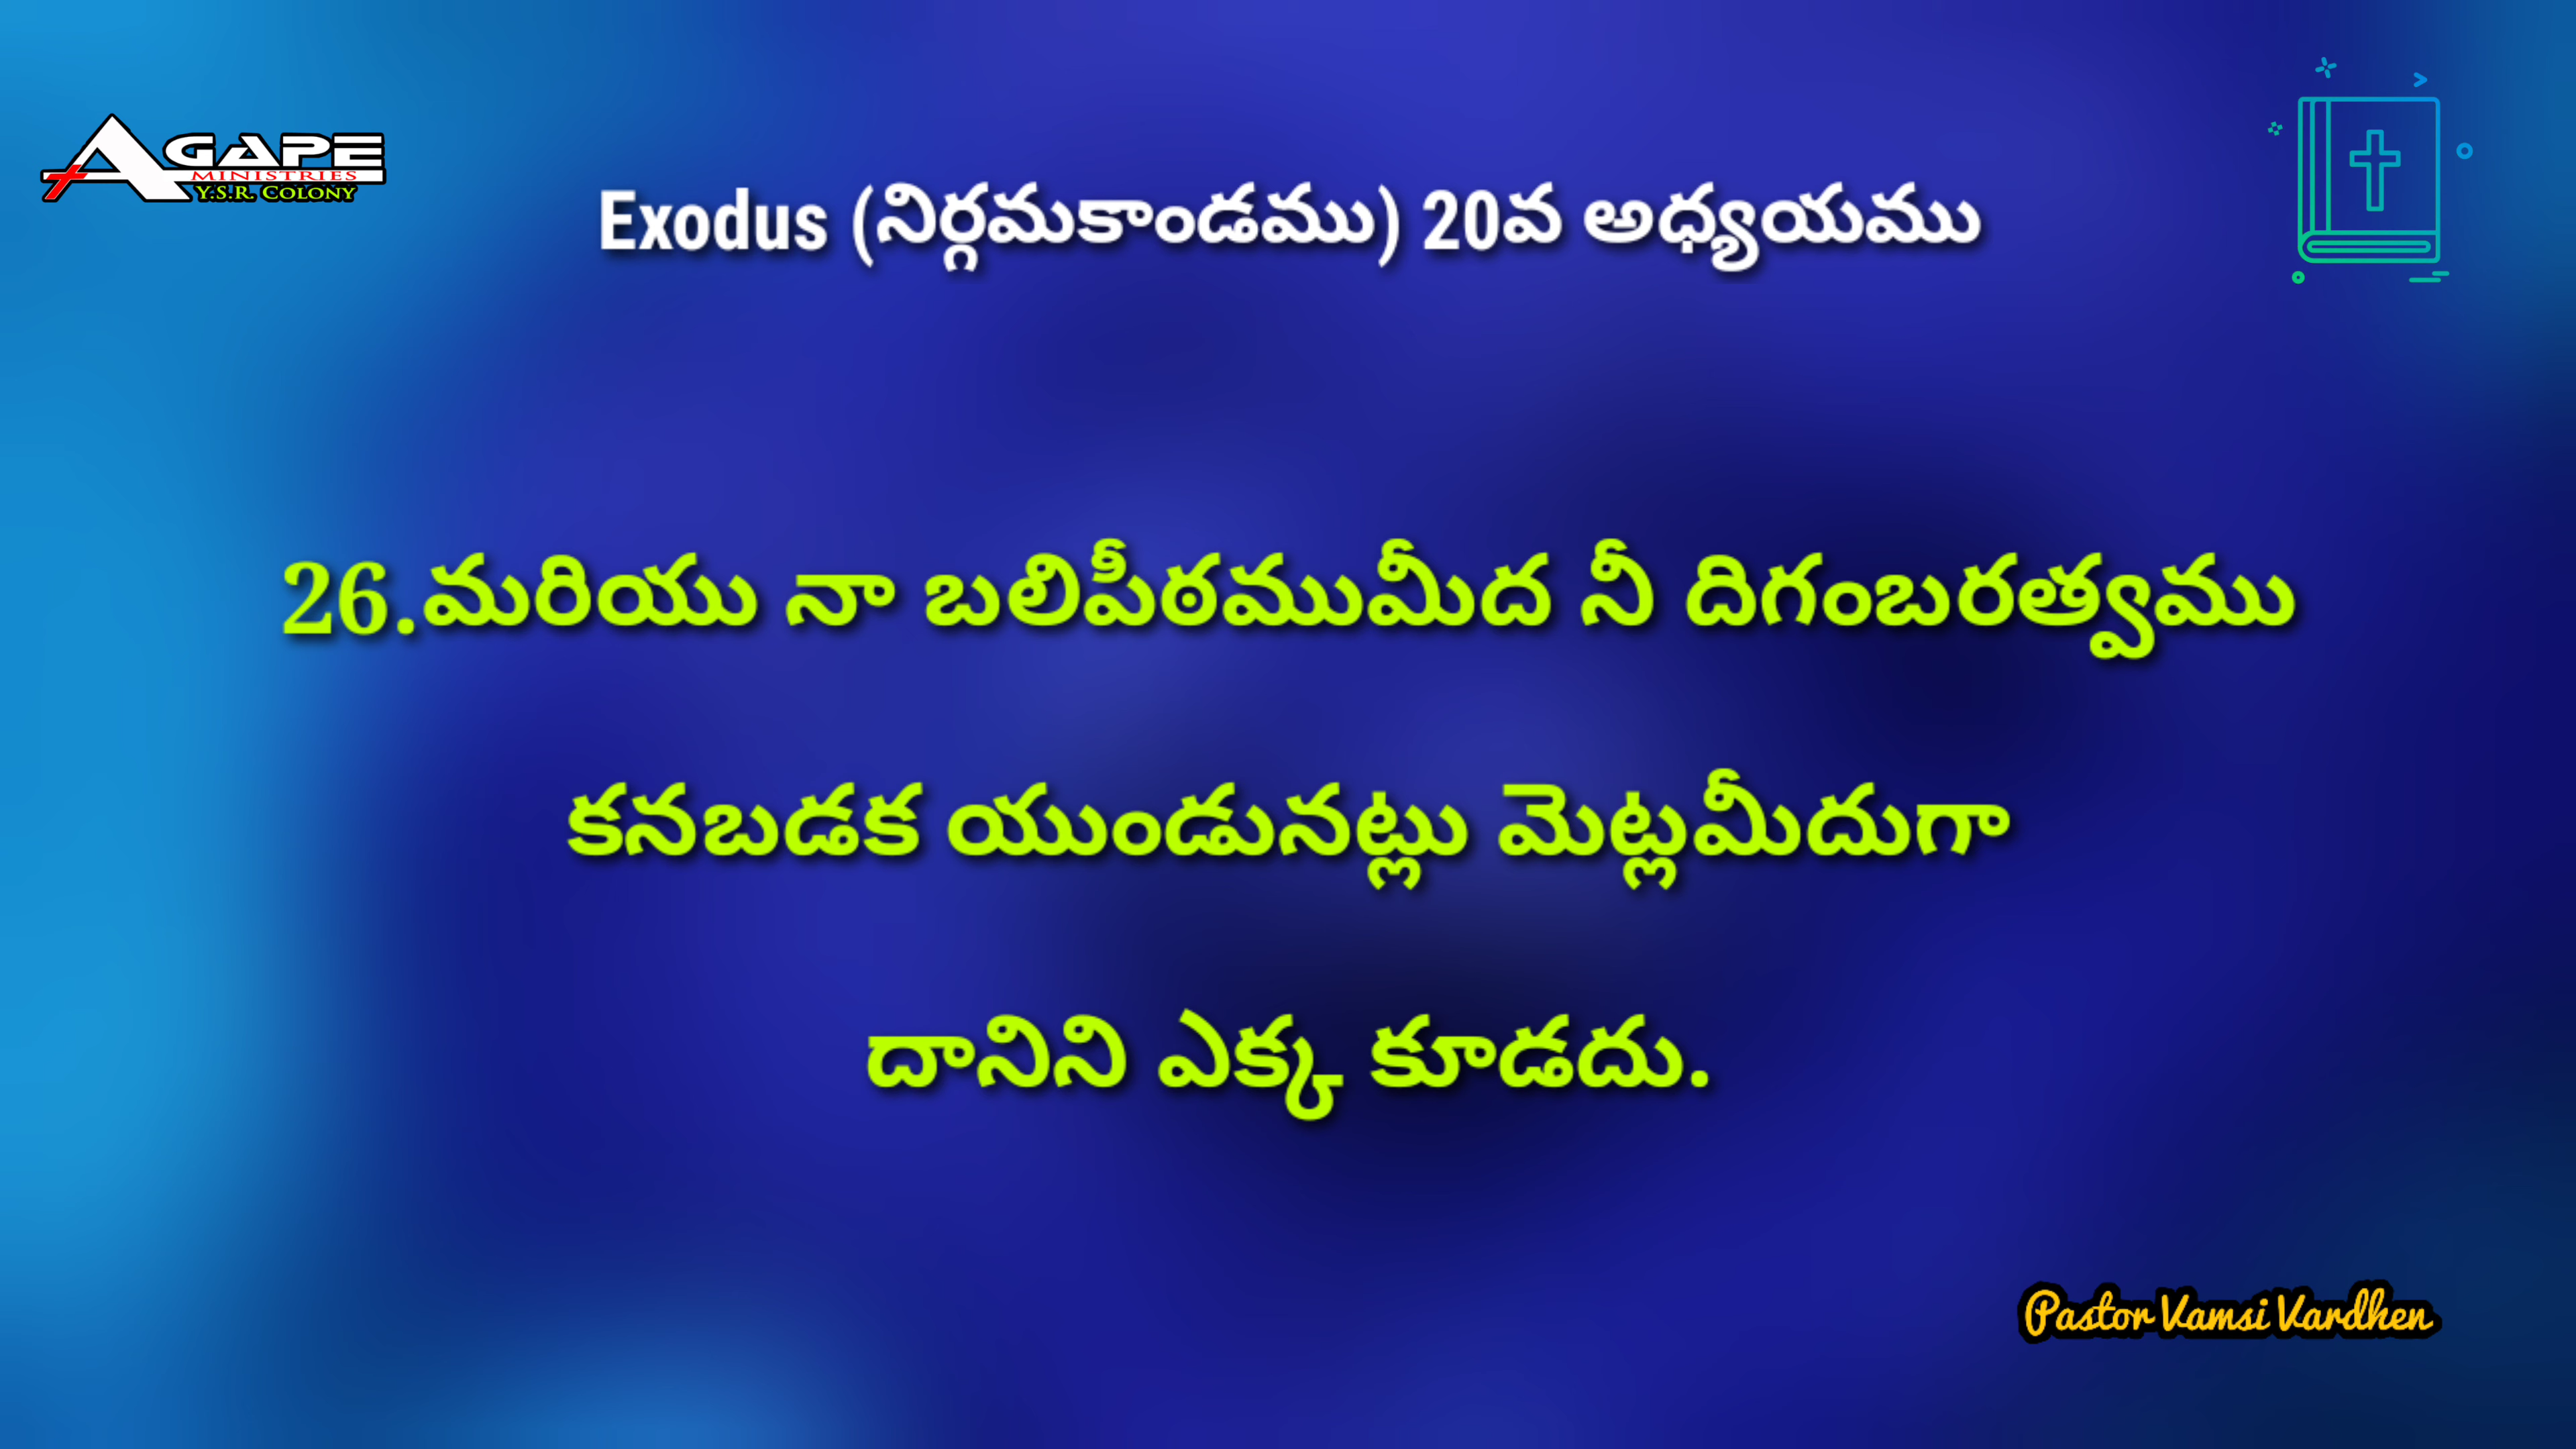 AGAPE
MINISTRIES
Y.S.R. COLONY
Exodus (నిర్గమకాండము) 20వ అధ్యయము
26.మరియు నా బలిపీఠముమీద నీ దిగంబరత్వము
కనబడక యుండునట్లు మెట్లమీదుగా
దానిని ఎక్క కూడదు.
Pastor Vamsi Vardhen